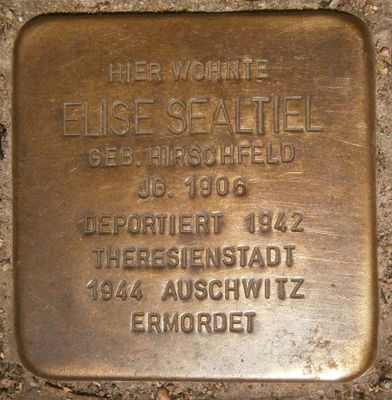 HIER WOHNTE
ELISE SEALTIEL
GEB. HIRSCHFELD
JG. 1906
DEPORTIERT 1942
THERESIENSTADT
1944 AUSCHWITZ
ERMORDET